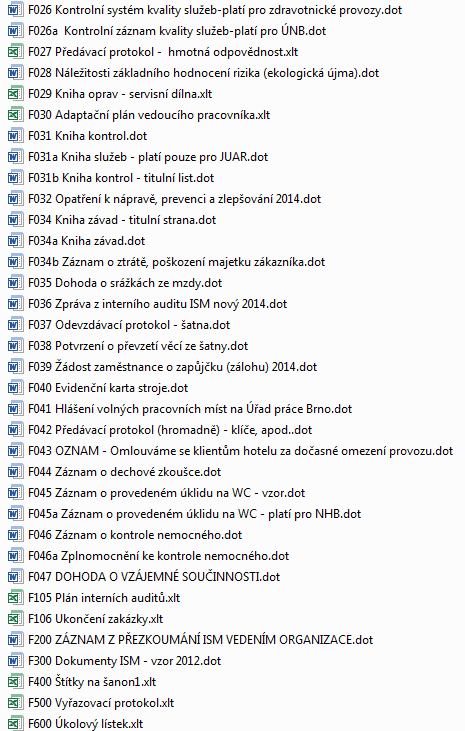 F026 Kontrolní systém kvality služeb-platí pro zdravotnické provozy.dot
F026a  Kontrolní záznam kvality služeb-platí pro ÚNB.dot
F027 Předávací protokol -  hmotná odpovědnost.xlt
F028 Náležitosti základního hodnocení rizika (ekologická újma).dot
F029 Kniha oprav - servisní dílna.xlt
F030 Adaptační plán vedoucího pracovníka.xlt
F031 Kniha kontrol.dot
F031a Kniha služeb - platí pouze pro JUAR.dot
F031b Kniha kontrol - titulní list.dot
F032 Opatření k nápravě, prevenci a zlepšování 2014.dot
F034 Kniha závad - titulní strana.dot
F034a Kniha závad.dot
F034b Záznam o ztrátě, poškození majetku zákazníka.dot
F035 Dohoda o srážkách ze mzdy.dot
F036 Zpráva z interního auditu ISM nový 2014.dot
F037 Odevzdávací protokol - šatna.dot
F038 Potvrzení o převzetí věcí ze šatny.dot
F039 Žádost zaměstnance o zapůjčku (zálohu) 2014.dot
F040 Evidenční karta stroje.dot
F041 Hlášení volných pracovních míst na Úřad práce Brno.dot
F042 Předávací protokol (hromadně) - klíče, apod..dot
F043 OZNAM - Omlouváme se klientům hotelu za dočasné omezení provozu.dot
F044 Záznam o dechové zkoušce.dot
F045 Záznam o provedeném úklidu na WC - vzor.dot
F045a Záznam o provedeném úklidu na WC - platí pro NHB.dot
F046 Záznam o kontrole nemocného.dot
F046a Zplnomocnění ke kontrole nemocného.dot
F047 DOHODA O VZÁJEMNÉ SOUČINNOSTI.dot
F105 Plán interních auditů.xlt
F106 Ukončení zakázky.xlt
F200 ZÁZNAM Z PŘEZKOUMÁNÍ ISM VEDENÍM ORGANIZACE.dot
F300 Dokumenty ISM - vzor 2012.dot
F400 Štítky na šanon1.xlt
F500 Vyřazovací protokol.xlt
F600 Úkolový lístek.xlt